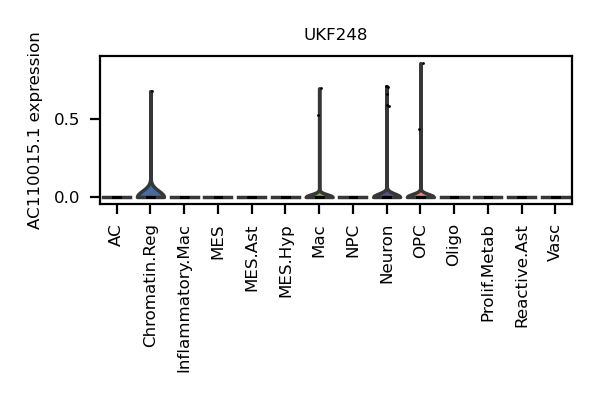 UKF248
AC110015.1 expression
0.5
0.0
AC
Chromatin.Reg
Inflammatory.Mac
MES
MES.Ast
MES.Hyp
Mac
NPC
Neuron
OPC
Oligo
Prolif.Metab
Reactive.Ast
Vasc